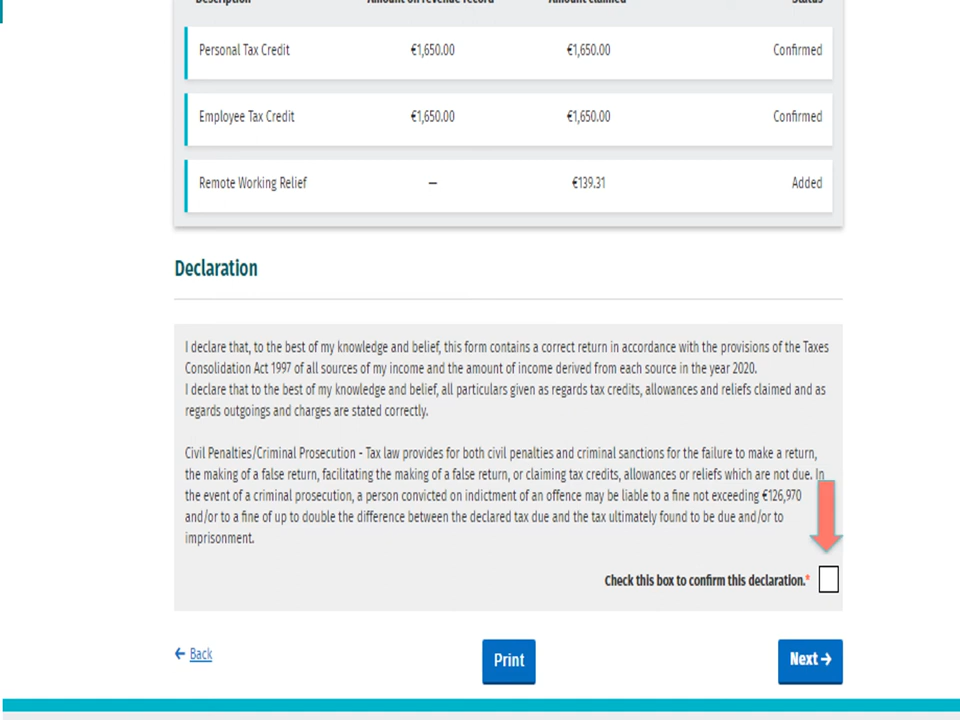 Description Amount on revenue record Amount claimed Status
Personal Tax Credit €1,650.00 €1,650.00 Confirmed
Employee Tax Credit €1,650.00 €1,650.00 Confirmed
Remote Working Relief – €139.31 Added
Declaration
I declare that, to the best of my knowledge and belief, this form contains a correct return in accordance with the provisions of the Taxes
Consolidation Act 1997 of all sources of my income and the amount of income derived from each source in the year 2020.
I declare that to the best of my knowledge and belief, all particulars given as regards tax credits, allowances and reliefs claimed and as
regards outgoings and charges are stated correctly.
Civil Penalties/Criminal Prosecution - Tax law provides for both civil penalties and criminal sanctions for the failure to make a return,
the making of a false return, facilitating the making of a false return, or claiming tax credits, allowances or reliefs which are not due. In
the event of a criminal prosecution, a person convicted on indictment of an offence may be liable to a fine not exceeding €126,970
and/or to a fine of up to double the difference between the declared tax due and the tax ultimately found to be due and/or to
imprisonment.
Check this box to confirm this declaration.*
← Back Print Next →